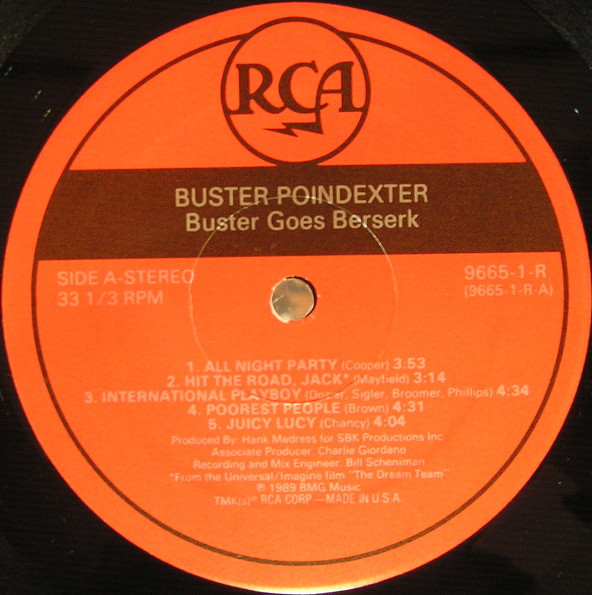 RCA
BUSTER POINDEXTER
Buster Goes Berserk
SIDE A-STEREO
33 1/3 RPM
9665-1-R
(9665-1-R-A)
1. ALL NIGHT PARTY (Cooper) 3:53
2. HIT THE ROAD, JACK* (Mayfield) 3:14
3. INTERNATIONAL PLAYBOY (Dozier, Sigler, Broomer, Phillips) 4:34
4. POOREST PEOPLE (Brown) 4:31
5. JUICY LUCY (Chancy) 4:04
Produced By: Hank Medress for SBK Productions Inc
Associate Producer: Charlie Giordano
Recording and Mix Engineer: Bill Scheniman
*From the Universal/Imagine film "The Dream Team"
℗ 1989 BMG Music
TMK(s)® RCA CORP.—MADE IN U.S.A.